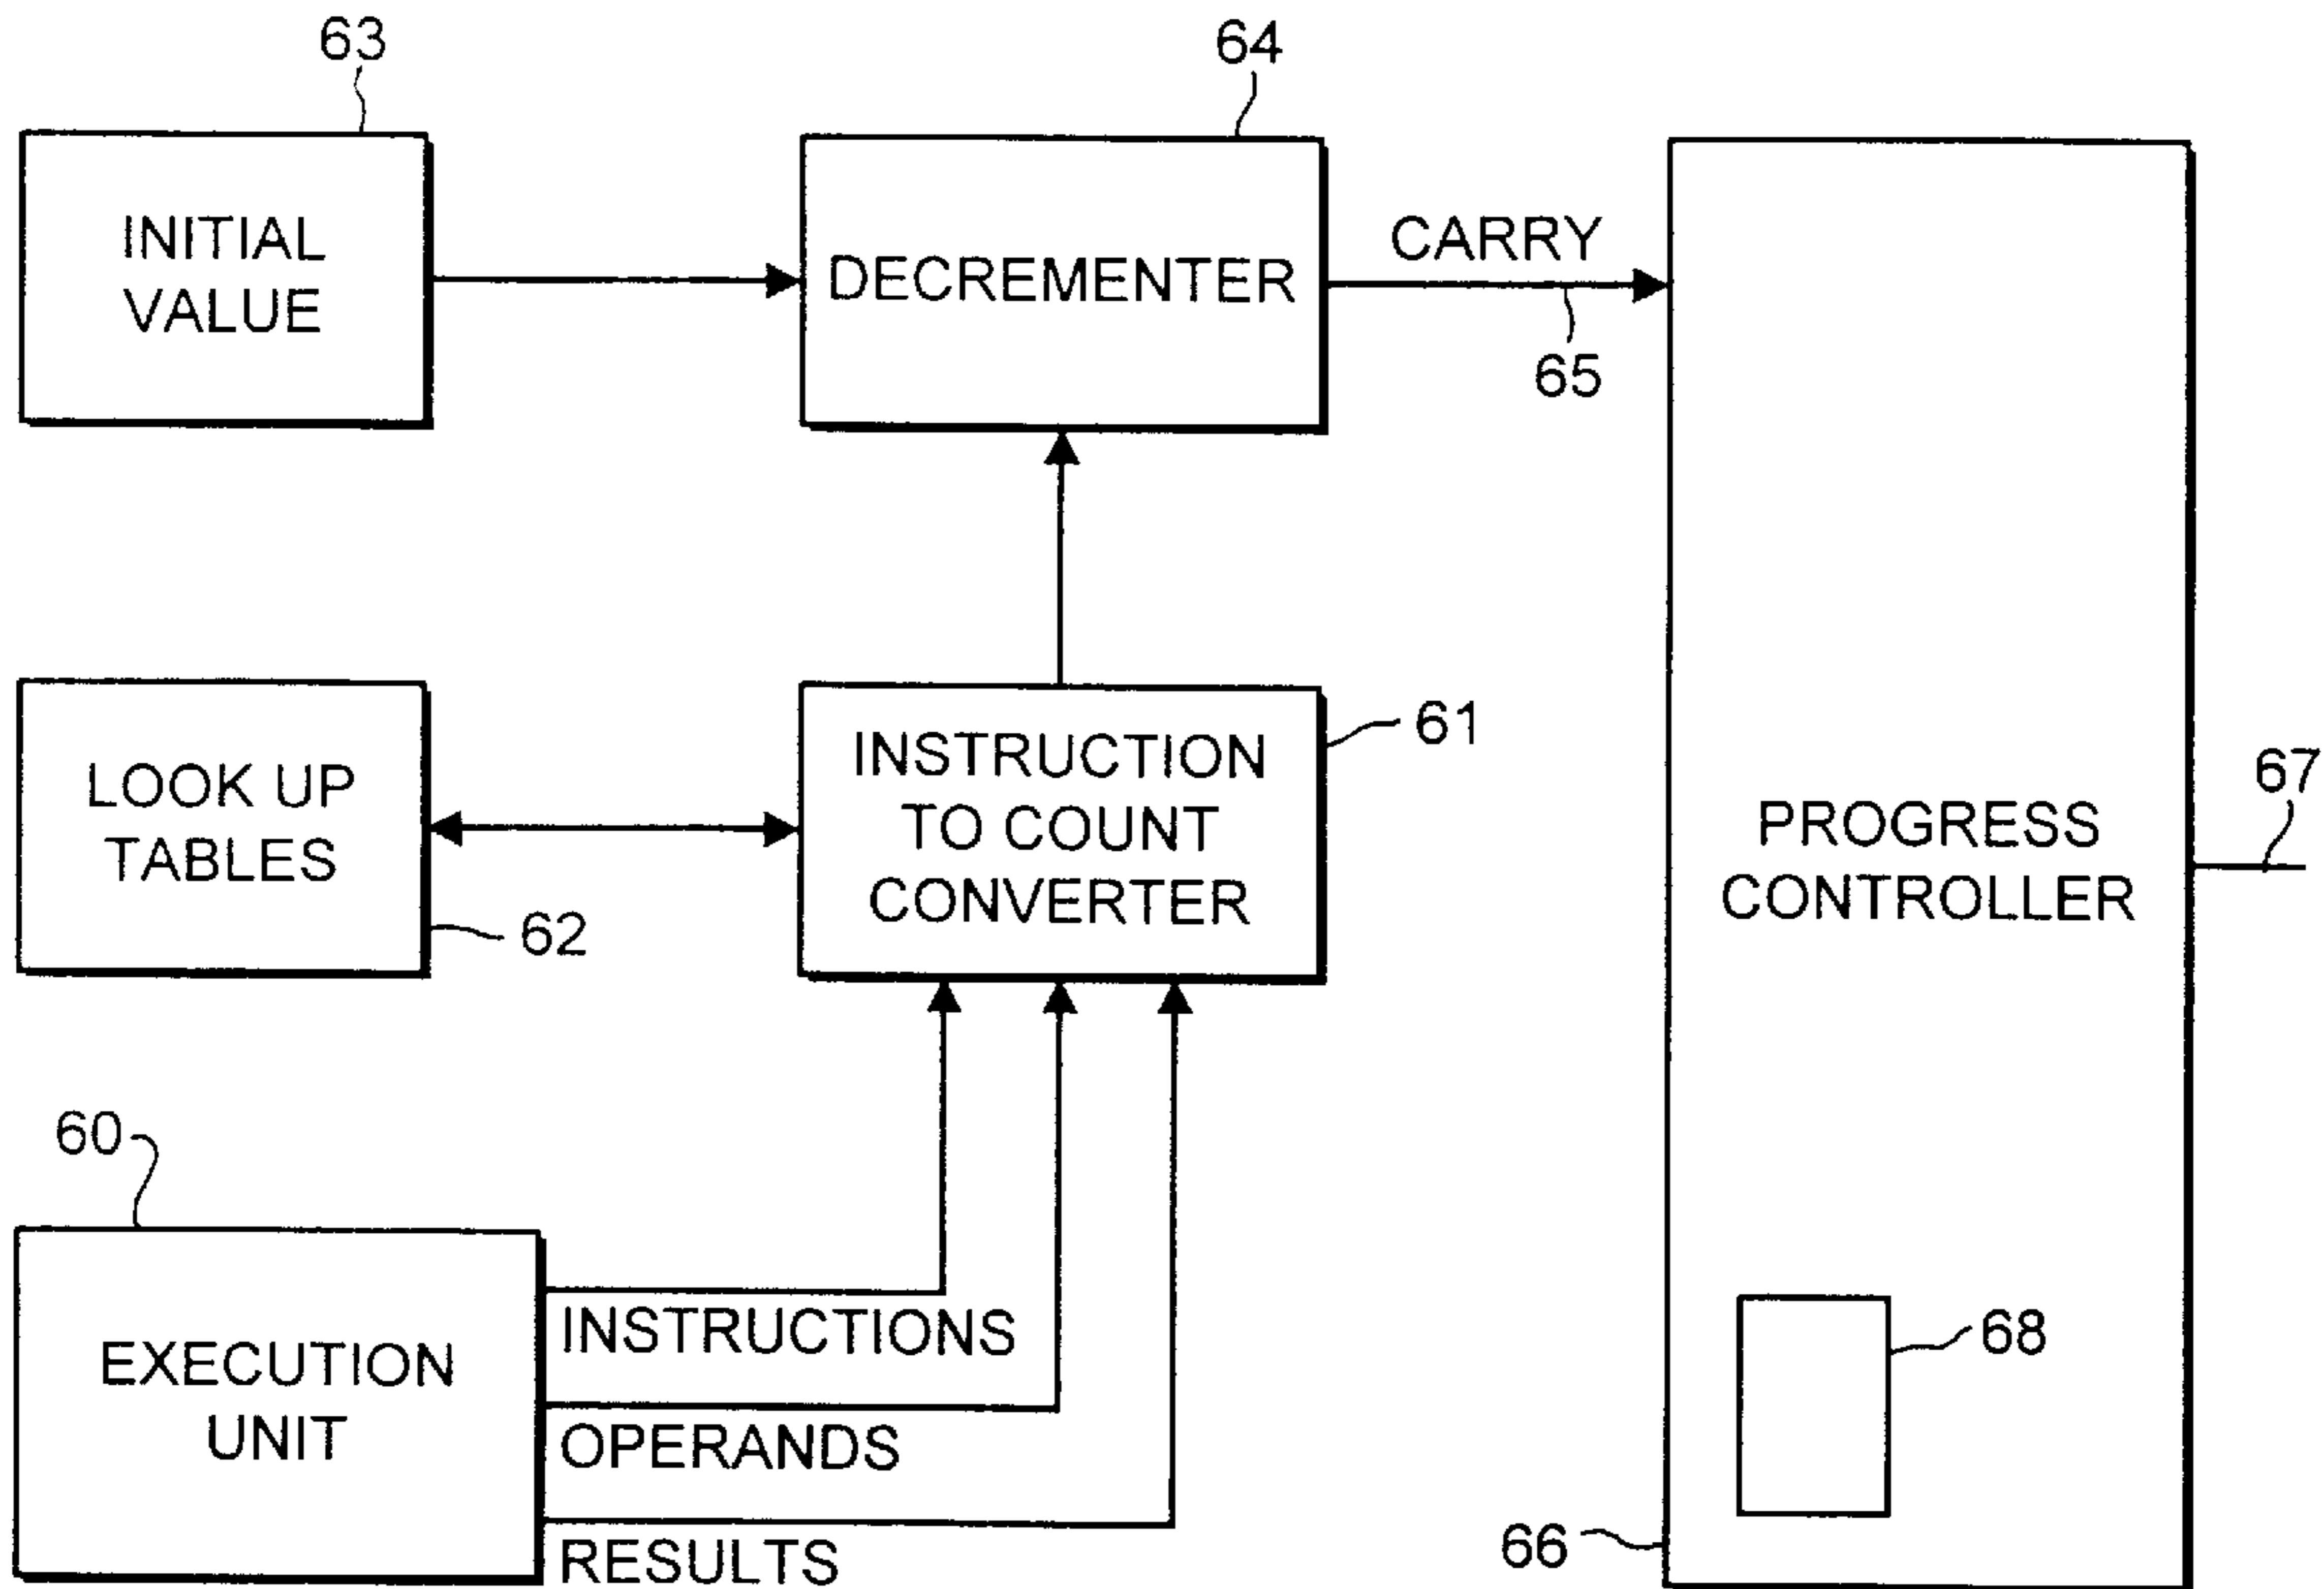 63
64
INITIAL
VALUE
DECREMENTER
CARRY
65
LOOK UP
TABLES
62
INSTRUCTION
TO COUNT
CONVERTER
61
PROGRESS
CONTROLLER
67
60
EXECUTION
UNIT
INSTRUCTIONS
OPERANDS
RESULTS
68
66